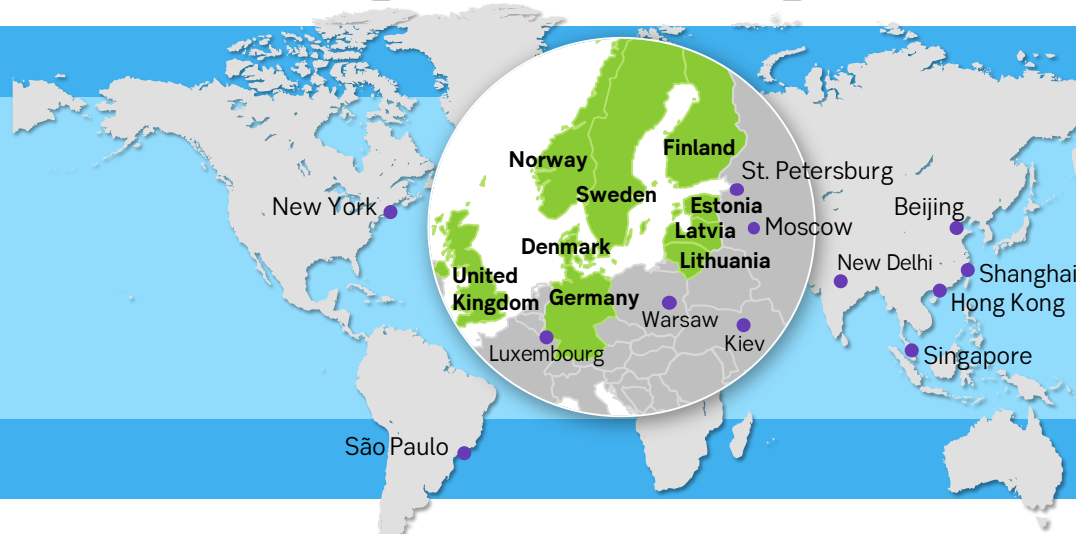 Norway
Finland
St. Petersburg
Sweden
New York
Estonia
Beijing
Latvia
Moscow
Denmark
Lithuania
New Delhi
United
Kingdom
Shanghai
Germany
Hong Kong
Warsaw
Kiev
Luxembourg
Singapore
São Paulo